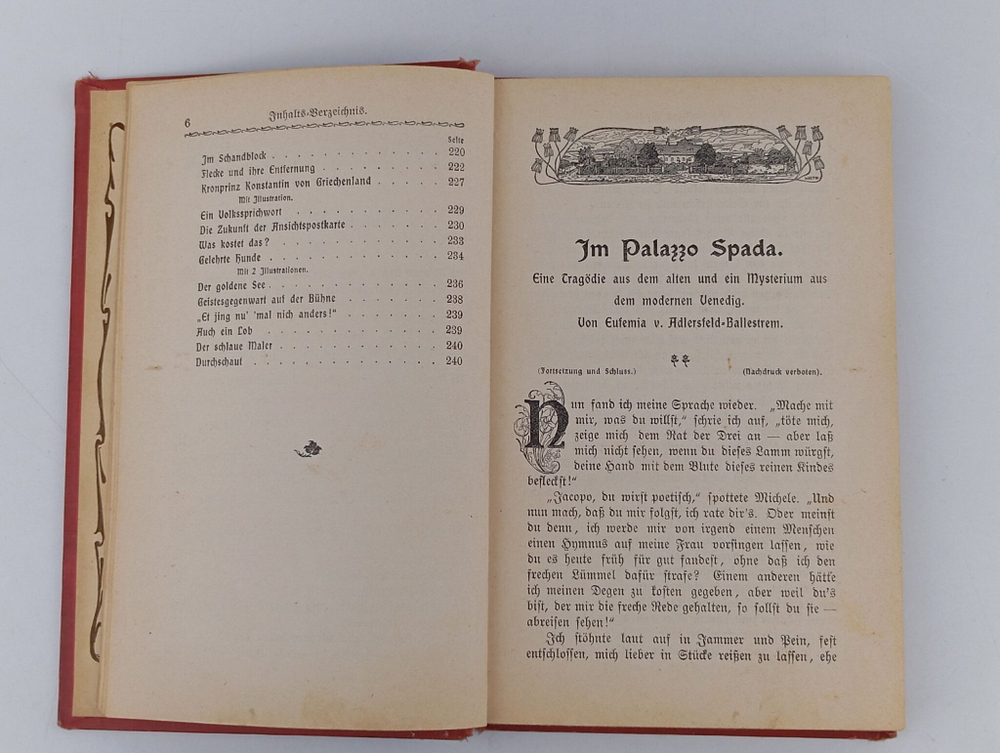 6
Inhalts-Verzeichnis.
Seite
Im Schandblock . . . . . . . . 220
Flecke und ihre Entfernung . . . . . 222
Kronprinz Konstantin von Griechenland . . . . . 227
Mit Illustration.
Ein Volkssprichwort . . . . . . 229
Die Zukunft der Ansichtspostkarte . . . . 230
Was kostet das? . . . . . . . 233
Gelehrte Hunde . . . . . . . 234
Mit 2 Illustrationen.
Der goldene See . . . . . . . 236
Geistesgegenwart auf der Bühne . . . . 238
„Et jing nu' 'mal nich anders!“ . . . . 239
Auch ein Lob . . . . . . . 239
Der schlaue Maler . . . . . . . 240
Durchschaut . . . . . . . . 240
Im Palazzo Spada.
Eine Tragödie aus dem alten und ein Mysterium aus
dem modernen Venedig.
Von Eufemia v. Adlersfeld-Ballestrem.
(Fortsetzung und Schluss.) (Nachdruck verboten).
Nun fand ich meine Sprache wieder. „Mache mit
mir, was du willst,“ schrie ich auf, „töte mich,
zeige mich dem Rat der Drei an — aber laß
mich nicht sehen, wenn du dieses Lamm würgst,
deine Hand mit dem Blute dieses reinen Kindes
befleckst!“
„Jacopo, du wirst poetisch,“ spottete Michele. „Und
nun mach, daß du mir folgst, ich rate dir's. Oder meinst
du denn, ich werde mir von irgend einem Menschen
einen Hymnus auf meine Frau vorsingen lassen, wie
du es heute früh für gut fandest, ohne daß ich den
frechen Lümmel dafür strafe? Einem anderen hätte
ich meinen Degen zu kosten gegeben, aber weil du's
bist, der mir die freche Rede gehalten, so sollst du sie —
abreisen sehen!“
Ich stöhnte laut auf in Jammer und Pein, fest
entschlossen, mich lieber in Stücke reißen zu lassen, ehe